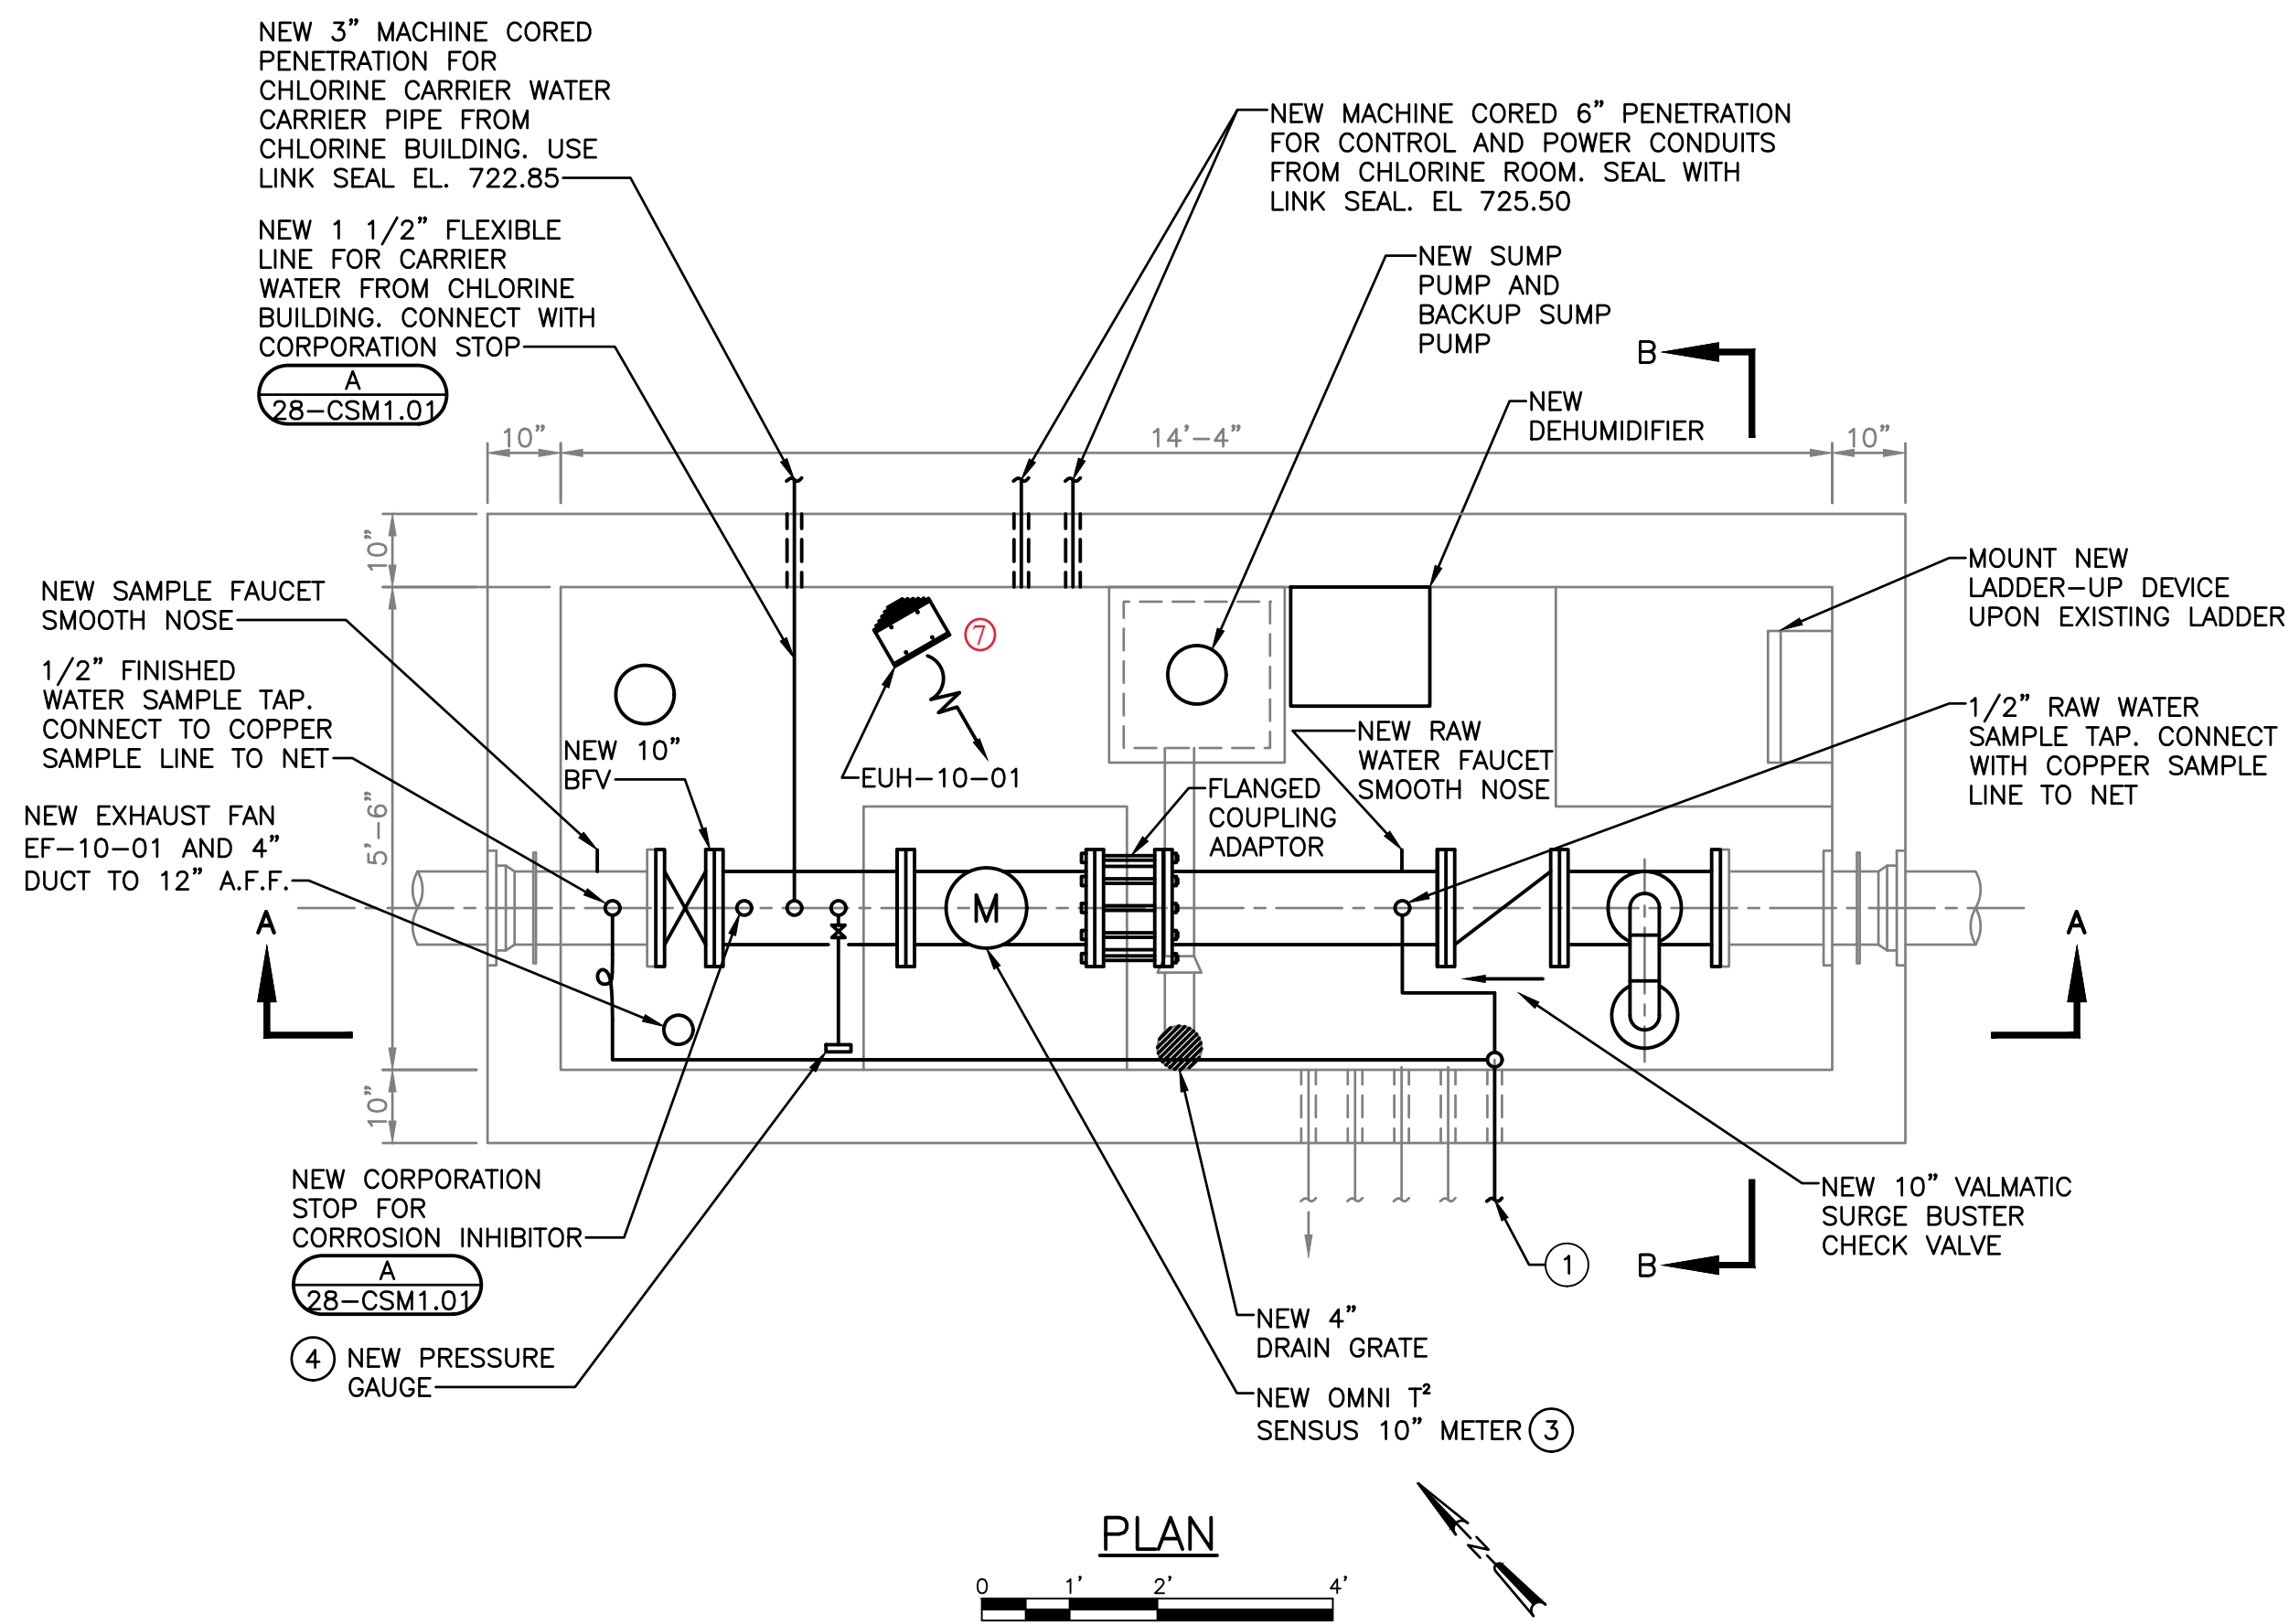 NEW 3" MACHINE CORED
PENETRATION FOR
CHLORINE CARRIER WATER
CARRIER PIPE FROM
CHLORINE BUILDING. USE
LINK SEAL EL. 722.85
NEW 1 1/2" FLEXIBLE
LINE FOR CARRIER
WATER FROM CHLORINE
BUILDING. CONNECT WITH
CORPORATION STOP
A
28-CSM1.01
NEW MACHINE CORED 6" PENETRATION
FOR CONTROL AND POWER CONDUITS
FROM CHLORINE ROOM. SEAL WITH
LINK SEAL. EL 725.50
NEW SUMP
PUMP AND
BACKUP SUMP
PUMP
B
NEW
DEHUMIDIFIER
10"
14'-4"
10"
10"
5'-6"
10"
MOUNT NEW
LADDER-UP DEVICE
UPON EXISTING LADDER
NEW SAMPLE FAUCET
SMOOTH NOSE
1/2" FINISHED
WATER SAMPLE TAP.
CONNECT TO COPPER
SAMPLE LINE TO NET
NEW EXHAUST FAN
EF-10-01 AND 4"
DUCT TO 12" A.F.F.
7
NEW 10"
BFV
EUH-10-01
FLANGED
COUPLING
ADAPTOR
NEW RAW
WATER FAUCET
SMOOTH NOSE
1/2" RAW WATER
SAMPLE TAP. CONNECT
WITH COPPER SAMPLE
LINE TO NET
M
A
A
NEW CORPORATION
STOP FOR
CORROSION INHIBITOR
A
28-CSM1.01
4 NEW PRESSURE
GAUGE
NEW 10" VALMATIC
SURGE BUSTER
CHECK VALVE
1
B
NEW 4"
DRAIN GRATE
NEW OMNI T²
SENSUS 10" METER 3
PLAN
0 1' 2' 4'
N